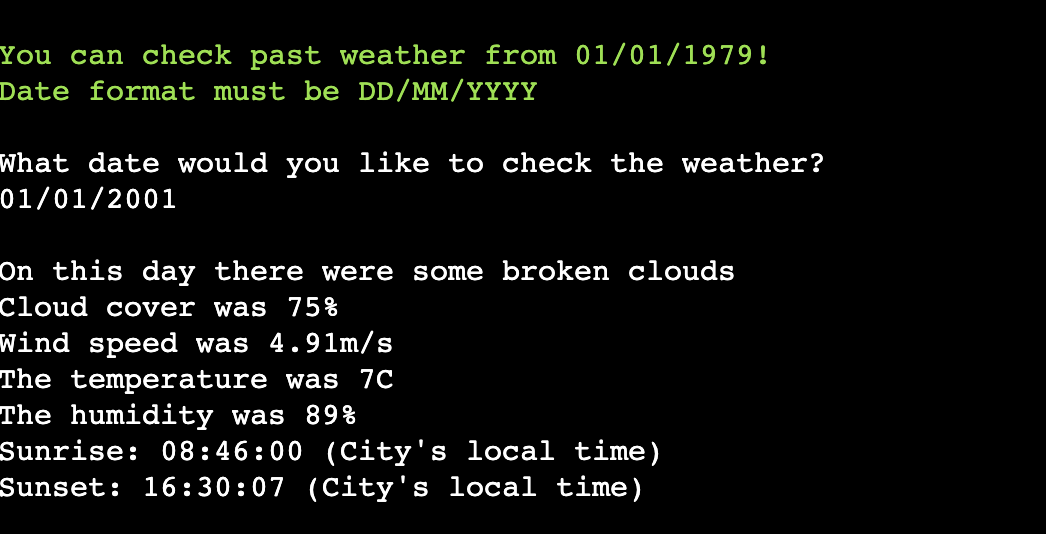 You can check past weather from 01/01/1979!
Date format must be DD/MM/YYYY
What date would you like to check the weather?
01/01/2001
On this day there were some broken clouds
Cloud cover was 75%
Wind speed was 4.91m/s
The temperature was 7C
The humidity was 89%
Sunrise: 08:46:00 (City's local time)
Sunset: 16:30:07 (City's local time)